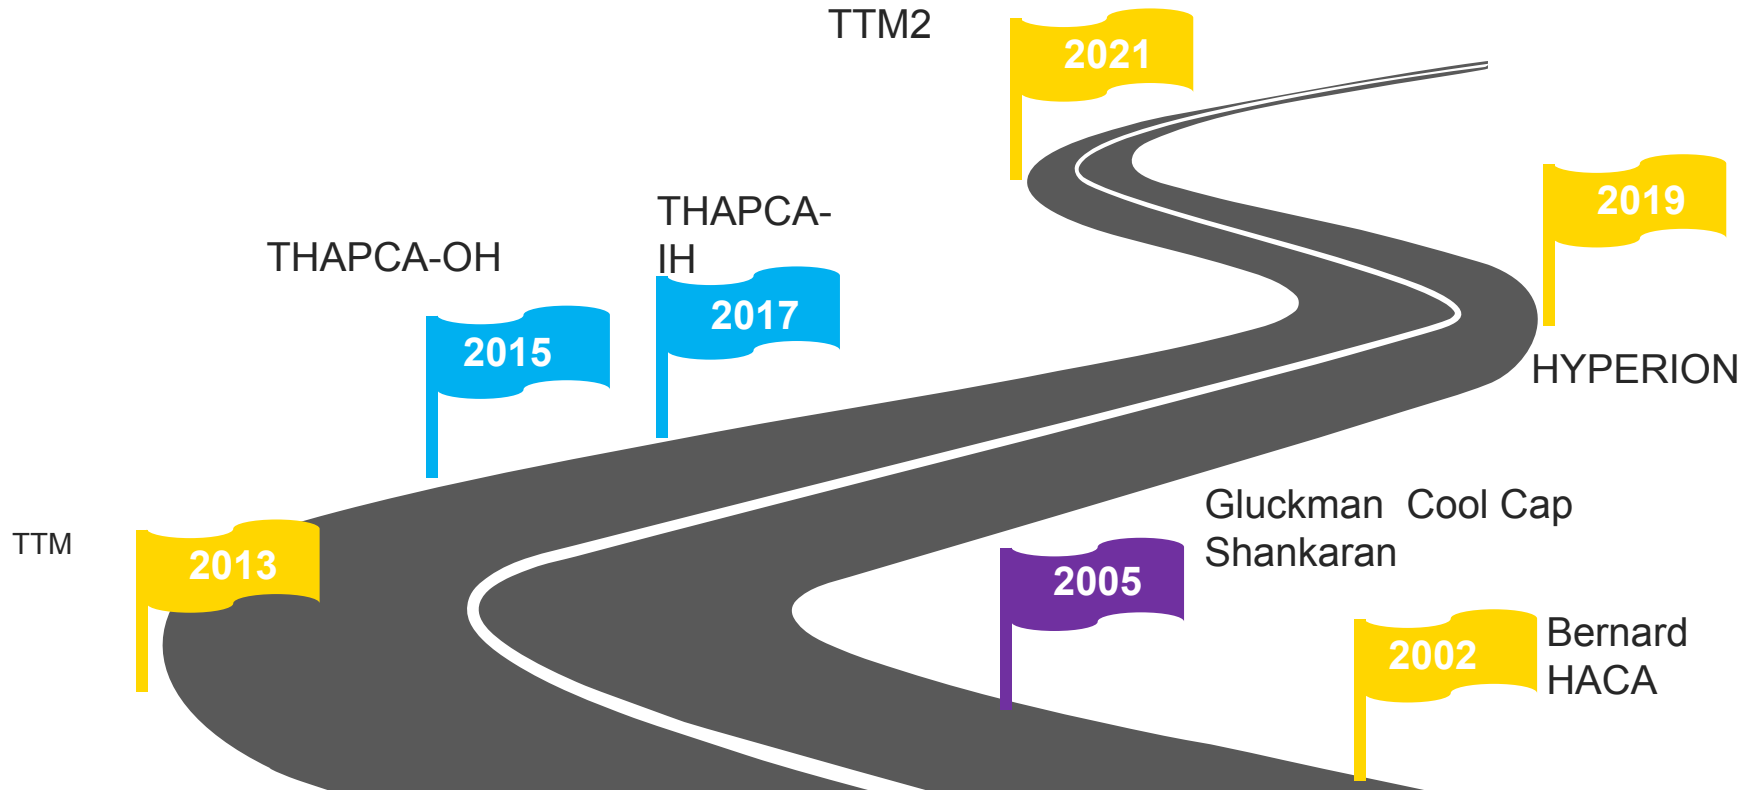 TTM2
2021
2019
THAPCA-
IH
THAPCA-OH
2017
2015
HYPERION
Gluckman  Cool Cap
Shankaran
TTM
2013
2005
Bernard
HACA
2002